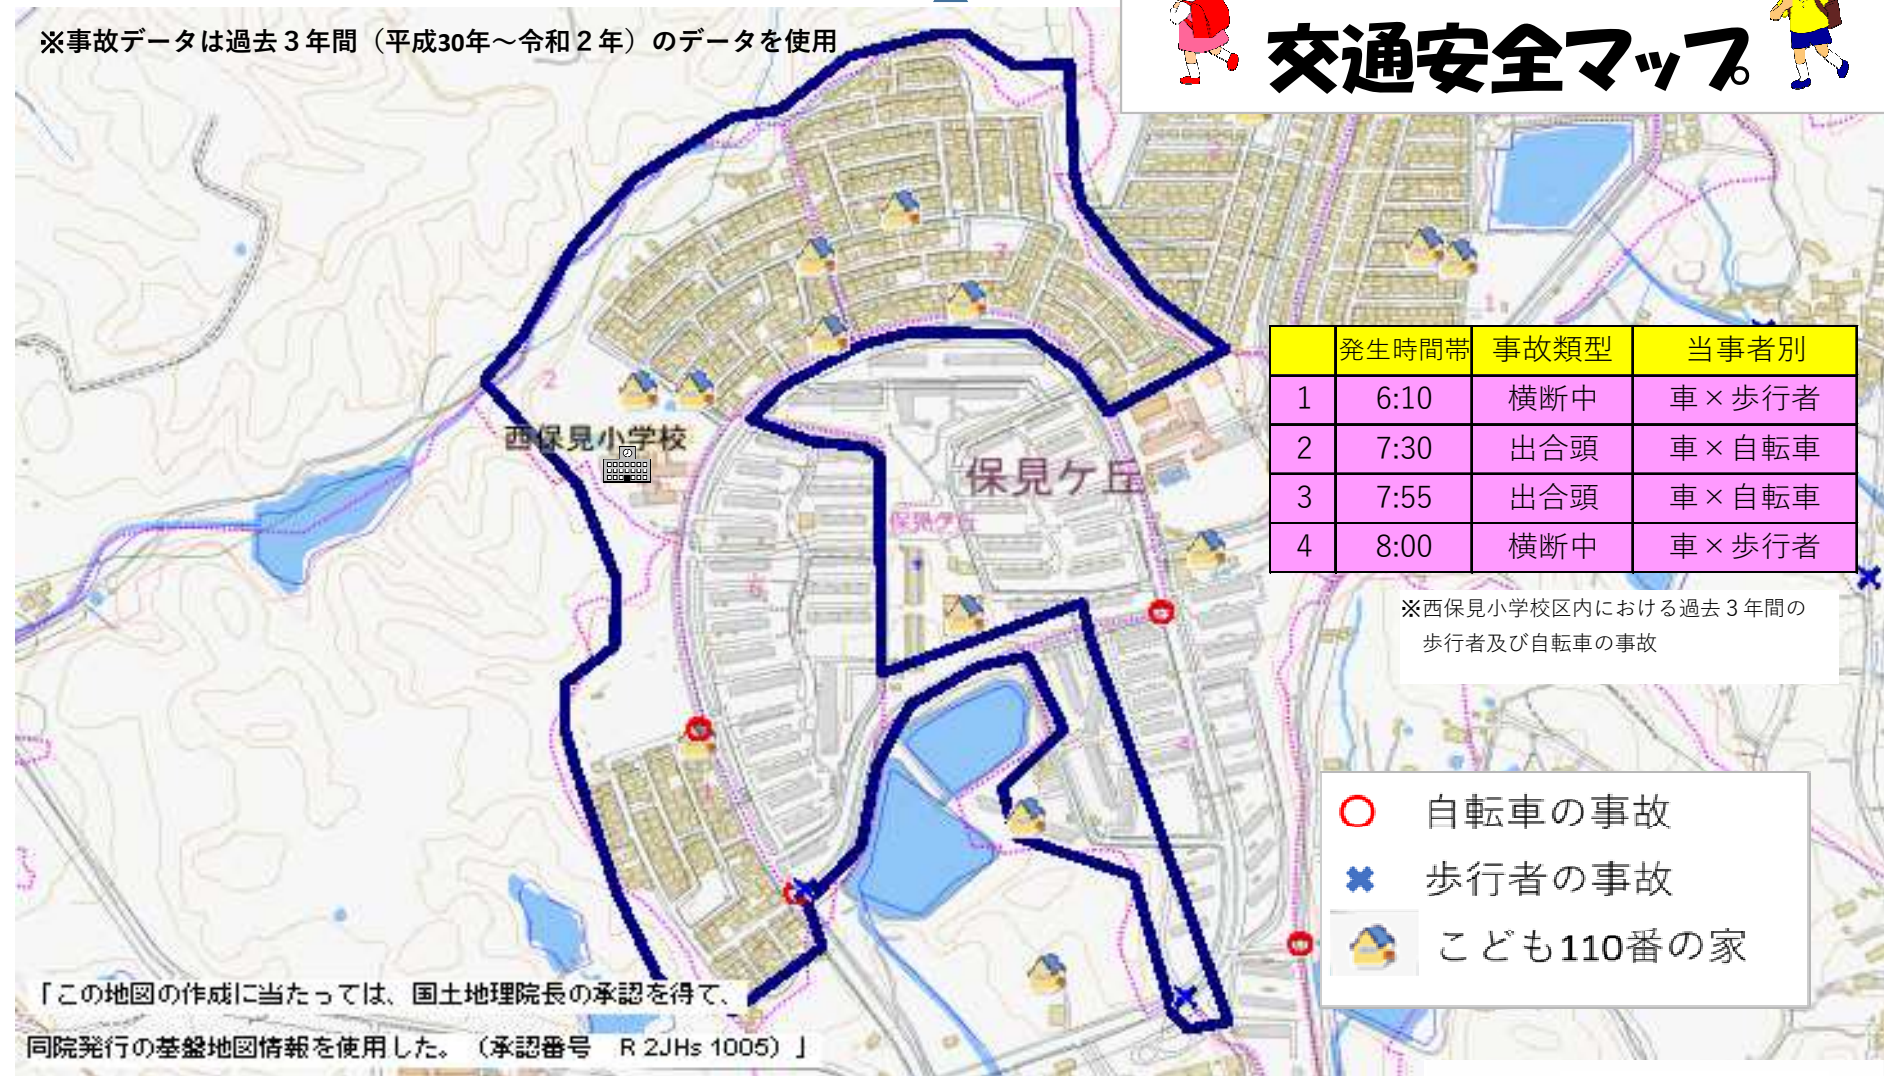 ※事故データは過去３年間（平成30年～令和２年）のデータを使用
交通安全マップ
発生時間帯 事故類型 当事者別
1 6:10 横断中 車×歩行者
2 7:30 出合頭 車×自転車
3 7:55 出合頭 車×自転車
4 8:00 横断中 車×歩行者
※西保見小学校区内における過去３年間の
歩行者及び自転車の事故
西保見小学校
保見ケ丘
保見ケ丘
2
自転車の事故
歩行者の事故
こども110番の家
「この地図の作成に当たっては、国土地理院長の承認を得て、
同院発行の基盤地図情報を使用した。（承認番号　R 2JHs 1005）」